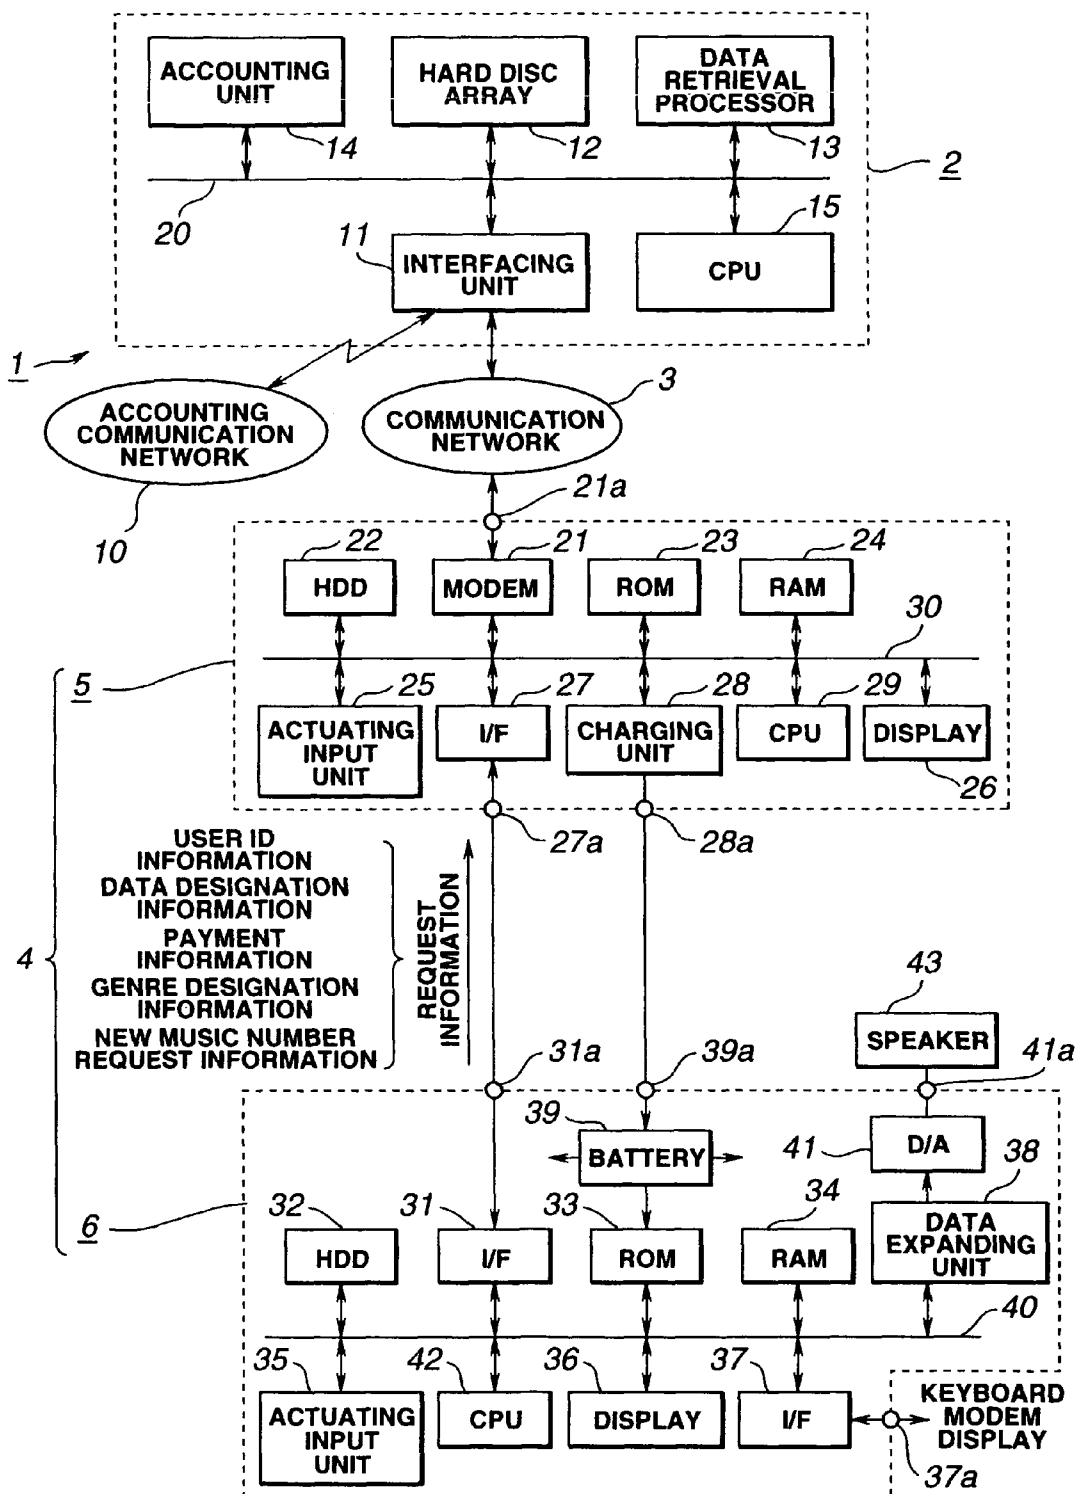 ACCOUNTING
UNIT
14
HARD DISC
ARRAY
12
DATA
RETRIEVAL
PROCESSOR
13
2
20
11
INTERFACING
UNIT
15
CPU
1
ACCOUNTING
COMMUNICATION
NETWORK
10
3
COMMUNICATION
NETWORK
21a
22
HDD
21
MODEM
23
ROM
24
RAM
30
5
25
ACTUATING
INPUT
UNIT
27
I/F
28
CHARGING
UNIT
29
CPU
DISPLAY
26
27a
28a
4
USER ID
INFORMATION
DATA DESIGNATION
INFORMATION
PAYMENT
INFORMATION
GENRE DESIGNATION
INFORMATION
NEW MUSIC NUMBER
REQUEST INFORMATION
REQUEST
INFORMATION
31a
39a
43
SPEAKER
41a
39
BATTERY
41
D/A
38
DATA
EXPANDING
UNIT
6
32
HDD
31
I/F
33
ROM
34
RAM
40
35
ACTUATING
INPUT
UNIT
42
CPU
36
DISPLAY
37
I/F
KEYBOARD
MODEM
DISPLAY
37a